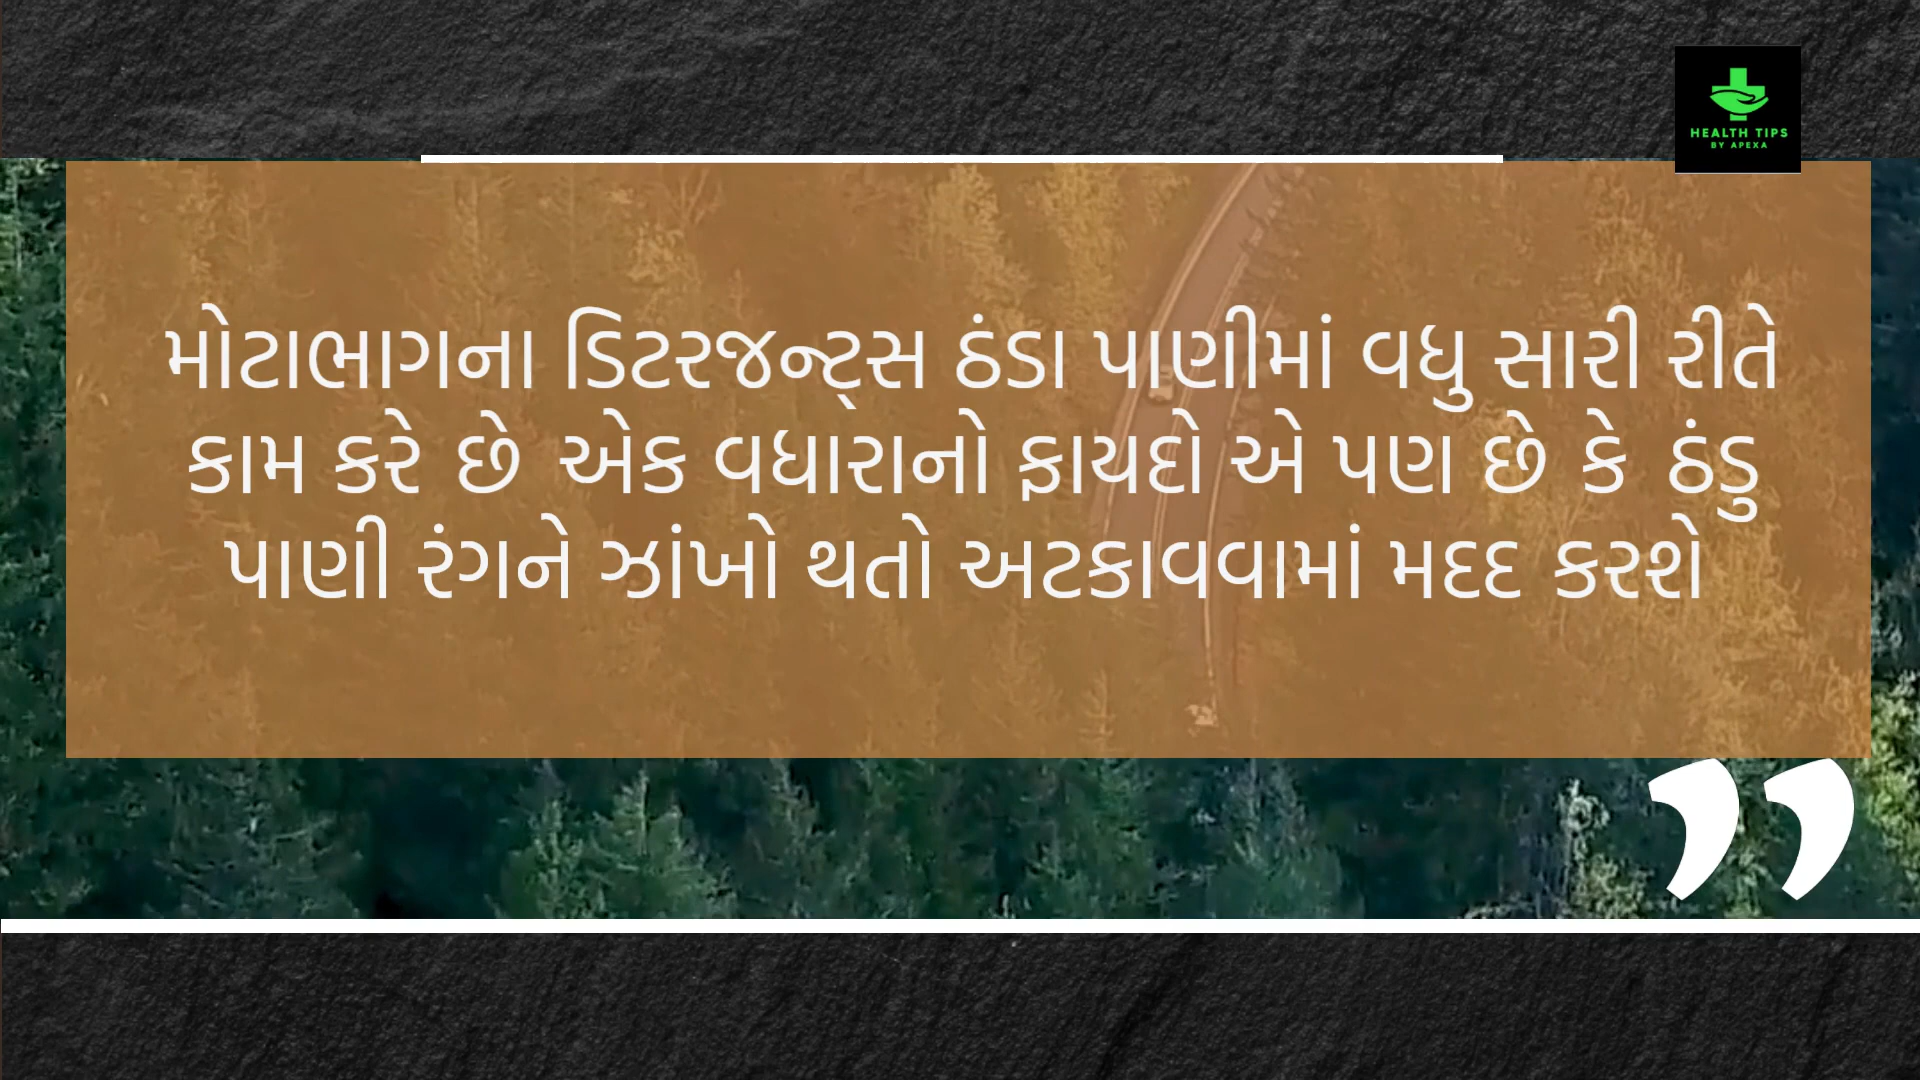 HEALTH TIPS
BY APEXA
મોટાભાગના ડિટરજન્ટ્સ ઠંડા પાણીમાં વધુ સારી રીતે
કામ કરે છે એક વધારાનો ફાયદો એ પણ છે કે ઠંડુ
પાણી રંગને ઝાંખો થતો અટકાવવામાં મદદ કરશે
”